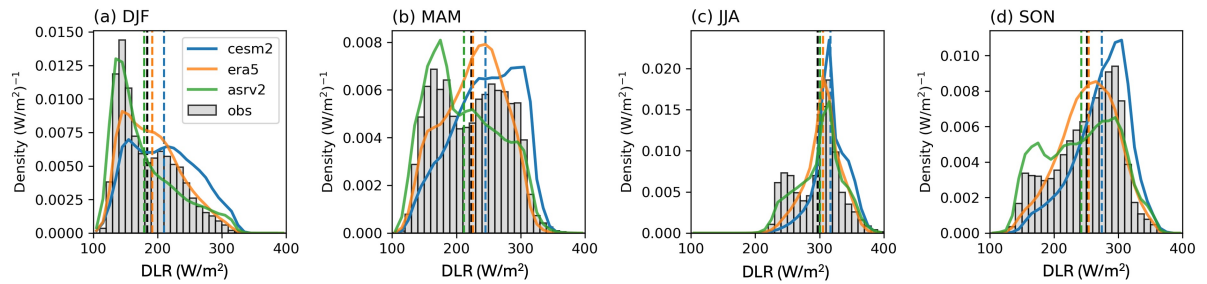 (a) DJF
0.0150
0.0125
0.0100
0.0075
0.0050
0.0025
0.0000
Density (W/m²)⁻¹
100 200 300 400
DLR (W/m²)
cesm2
era5
asrv2
obs
(b) MAM
0.008
0.006
0.004
0.002
0.000
Density (W/m²)⁻¹
100 200 300 400
DLR (W/m²)
(c) JJA
0.020
0.015
0.010
0.005
0.000
Density (W/m²)⁻¹
100 200 300 400
DLR (W/m²)
(d) SON
0.010
0.008
0.006
0.004
0.002
0.000
Density (W/m²)⁻¹
100 200 300 400
DLR (W/m²)